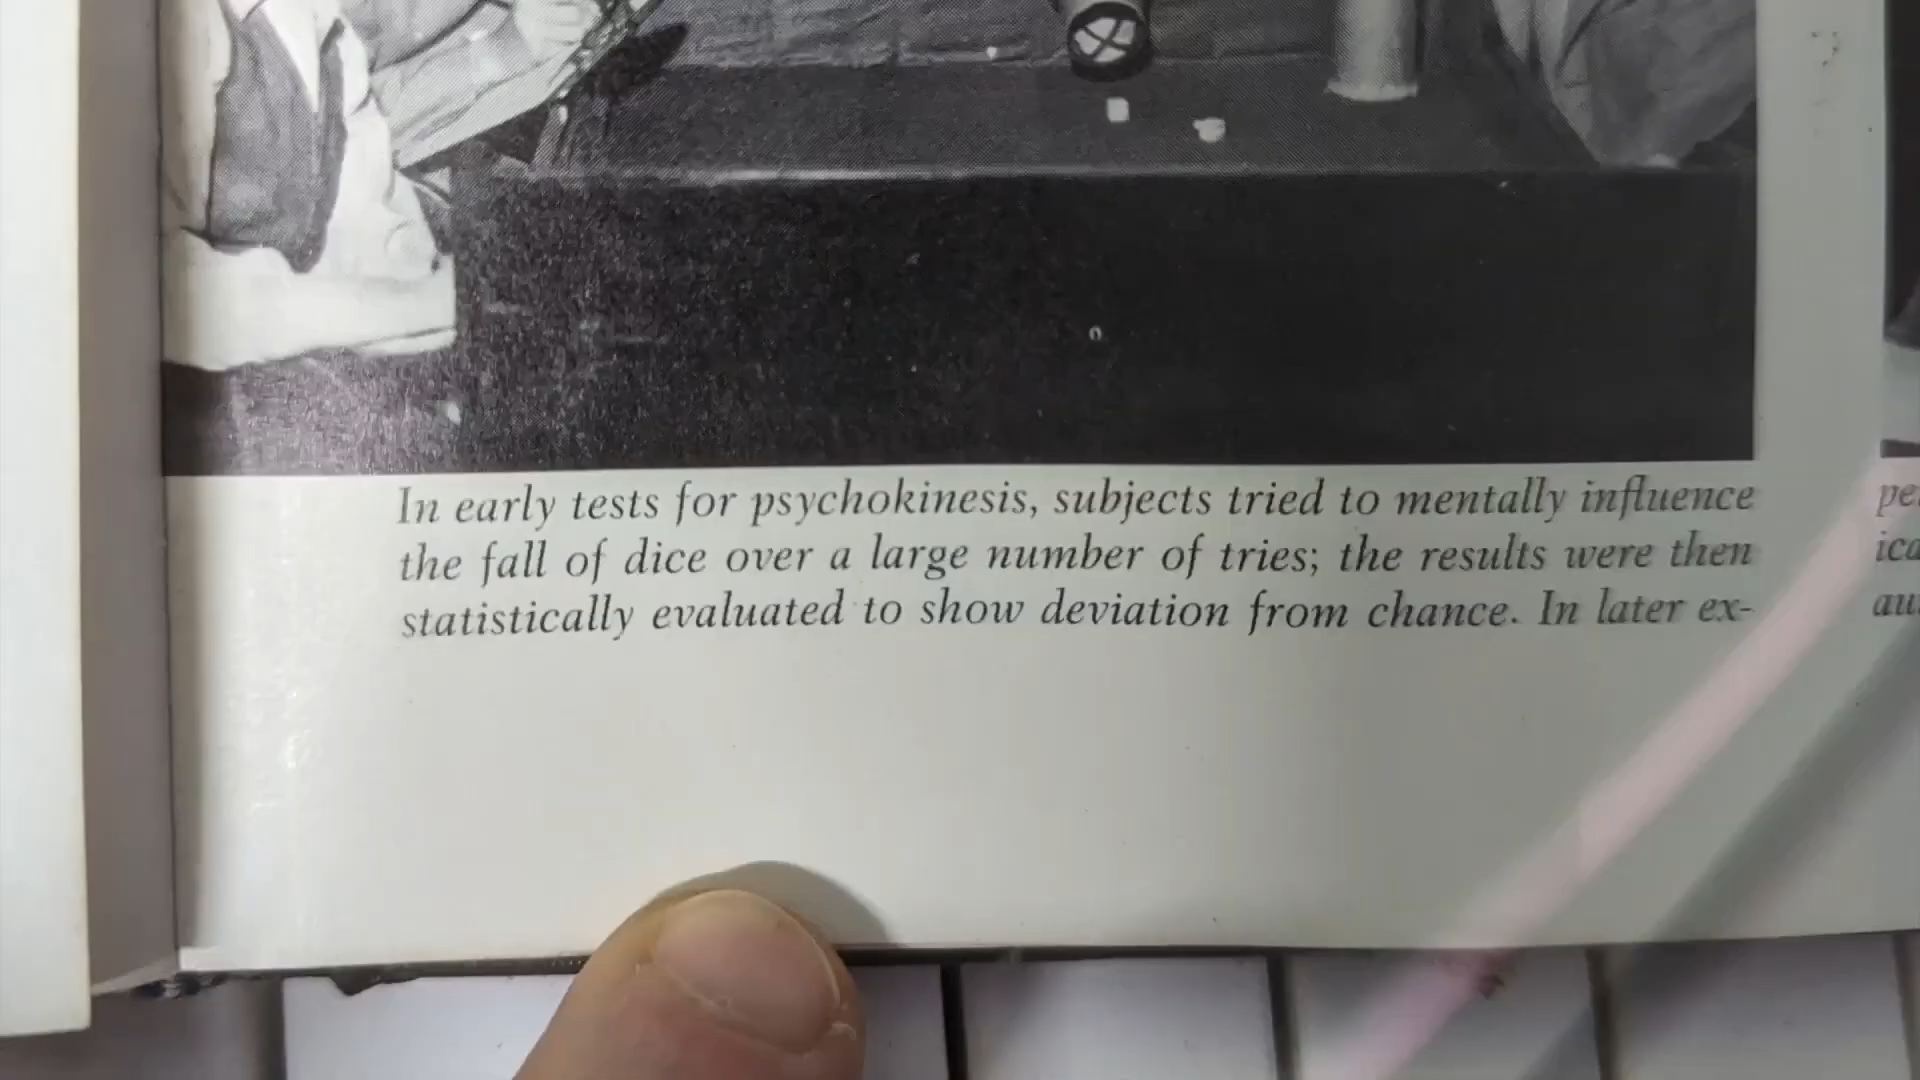 In early tests for psychokinesis, subjects tried to mentally influence
the fall of dice over a large number of tries; the results were then
statistically evaluated to show deviation from chance. In later ex-